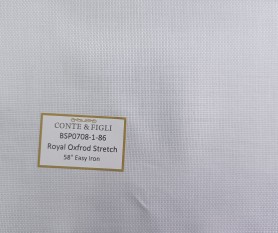 CONTE & FIGLI
BSP0708-1-86
Royal Oxfrod Stretch
58" Easy Iron